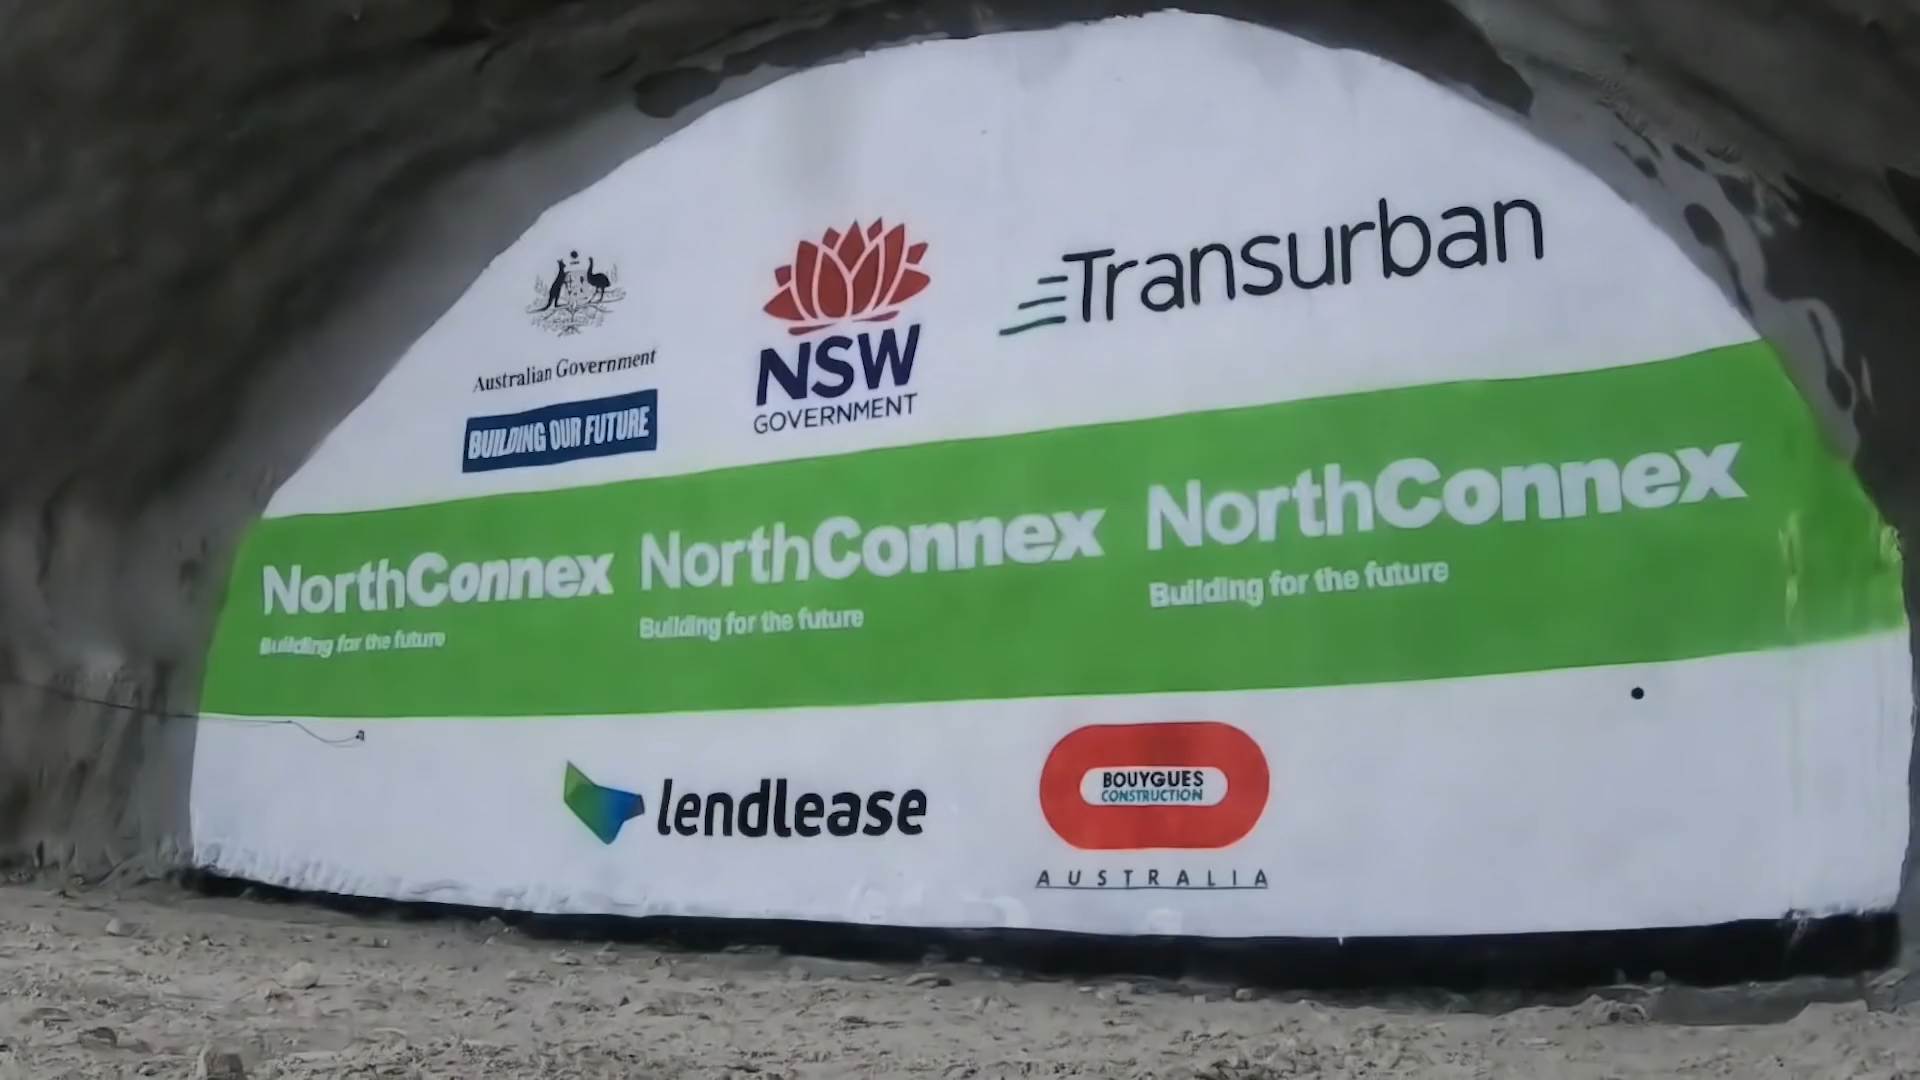 Australian Government
BUILDING OUR FUTURE
NSW
GOVERNMENT
Transurban
NorthConnex
Building for the future
NorthConnex
Building for the future
NorthConnex
Building for the future
lendlease
BOUYGUES
CONSTRUCTION
AUSTRALIA